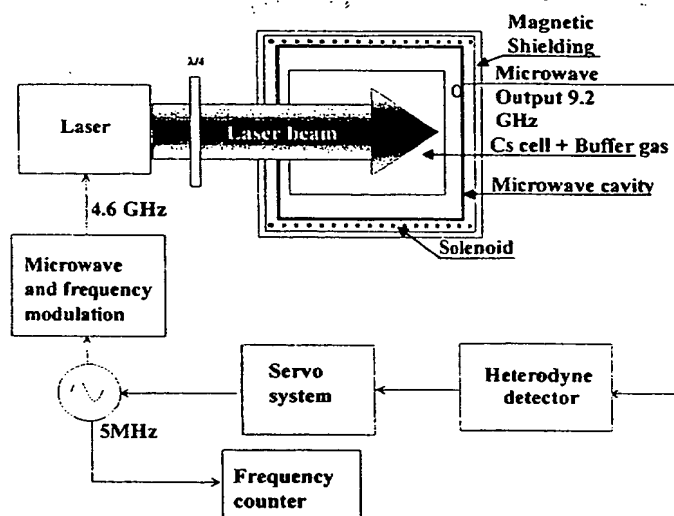 Magnetic
Shielding
λ/4
Microwave
Output 9.2
GHz
Laser
Laser beam
Cs cell + Buffer gas
Microwave cavity
4.6 GHz
Solenoid
Microwave
and frequency
modulation
Servo
system
Heterodyne
detector
5MHz
Frequency
counter